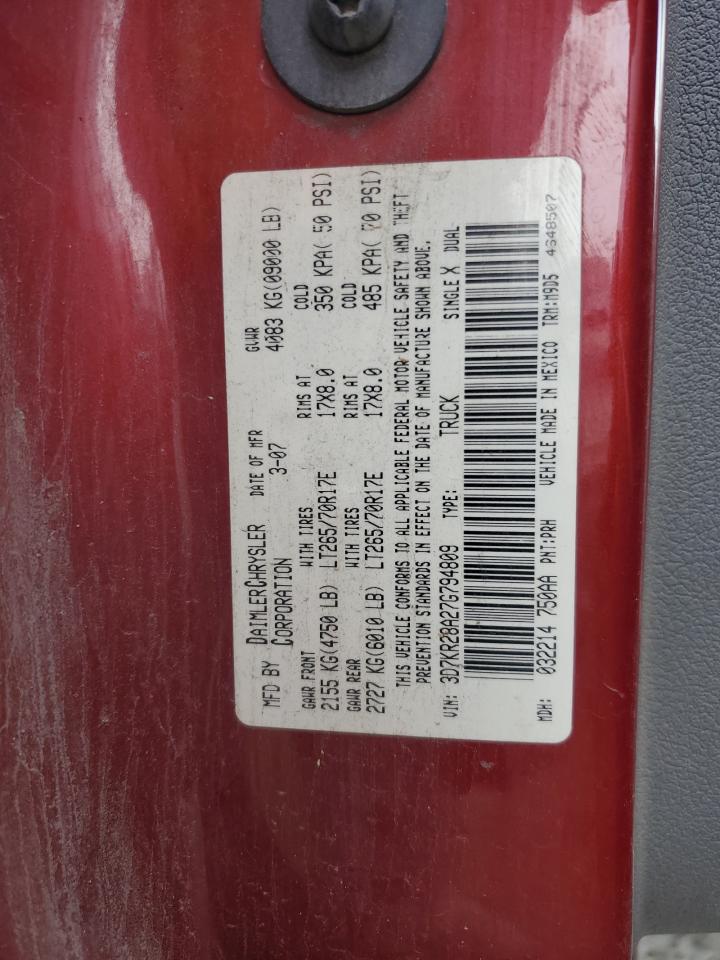 MFD BY DAIMLERCHRYSLER CORPORATION DATE OF MFR 3-07 GVWR 4083 KG(09000 LB)
GAWR FRONT WITH TIRES RIMS AT COLD
2155 KG(4750 LB) LT265/70R17E 17X8.0 350 KPA( 50 PSI)
GAWR REAR WITH TIRES RIMS AT COLD
2727 KG(6010 LB) LT265/70R17E 17X8.0 485 KPA( 70 PSI)
THIS VEHICLE CONFORMS TO ALL APPLICABLE FEDERAL MOTOR VEHICLE SAFETY AND THEFT
PREVENTION STANDARDS IN EFFECT ON THE DATE OF MANUFACTURE SHOWN ABOVE.
VIN: 3D7KR28A27G794809 TYPE: TRUCK SINGLE X DUAL
MDH: 032214 750AA PNT:PRH VEHICLE MADE IN MEXICO TRM:M9D5 4648507